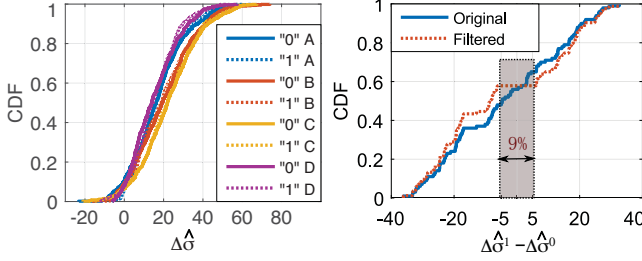 CDF
1
0.8
0.6
0.4
0.2
0
-20 0 20 40 60 80
Δσ̂
"0" A
"1" A
"0" B
"1" B
"0" C
"1" C
"0" D
"1" D
CDF
1
0.8
0.6
0.4
0.2
0
-40 -20 -5 5 20 40
Δσ̂¹ −Δσ̂⁰
Original
Filtered
9%